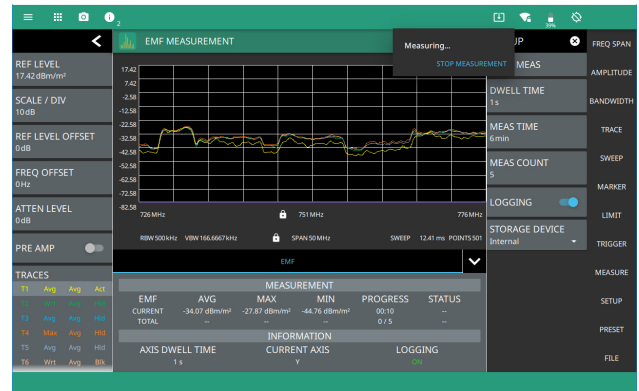 2
39%
EMF MEASUREMENT
Measuring...
STOP MEASUREMENT
UP
MEAS
REF LEVEL
17.42 dBm/m²
SCALE / DIV
10 dB
REF LEVEL OFFSET
0 dB
FREQ OFFSET
0 Hz
ATTEN LEVEL
0 dB
PRE AMP
TRACES
T1 Avg Avg Act
T2 Wrt Avg Hld
T3 Avg Avg Hld
T4 Max Avg Hld
T5 Avg Avg Hld
T6 Wrt Avg Blk
17.42
7.42
-2.58
-12.58
-22.58
-32.58
-42.58
-52.58
-62.58
-72.58
-82.58
726 MHz 751 MHz 776 MHz
RBW 500 kHz VBW 166.6667 kHz SPAN 50 MHz SWEEP 12.41 ms POINTS 501
EMF
MEASUREMENT
EMF AVG MAX MIN PROGRESS STATUS
CURRENT -34.07 dBm/m² -27.87 dBm/m² -44.76 dBm/m² 00:10 --
TOTAL -- -- -- 0 / 5 --
INFORMATION
AXIS DWELL TIME CURRENT AXIS LOGGING
1 s Y ON
DWELL TIME
1 s
MEAS TIME
6 min
MEAS COUNT
5
LOGGING
STORAGE DEVICE
Internal
FREQ SPAN
AMPLITUDE
BANDWIDTH
TRACE
SWEEP
MARKER
LIMIT
TRIGGER
MEASURE
SETUP
PRESET
FILE